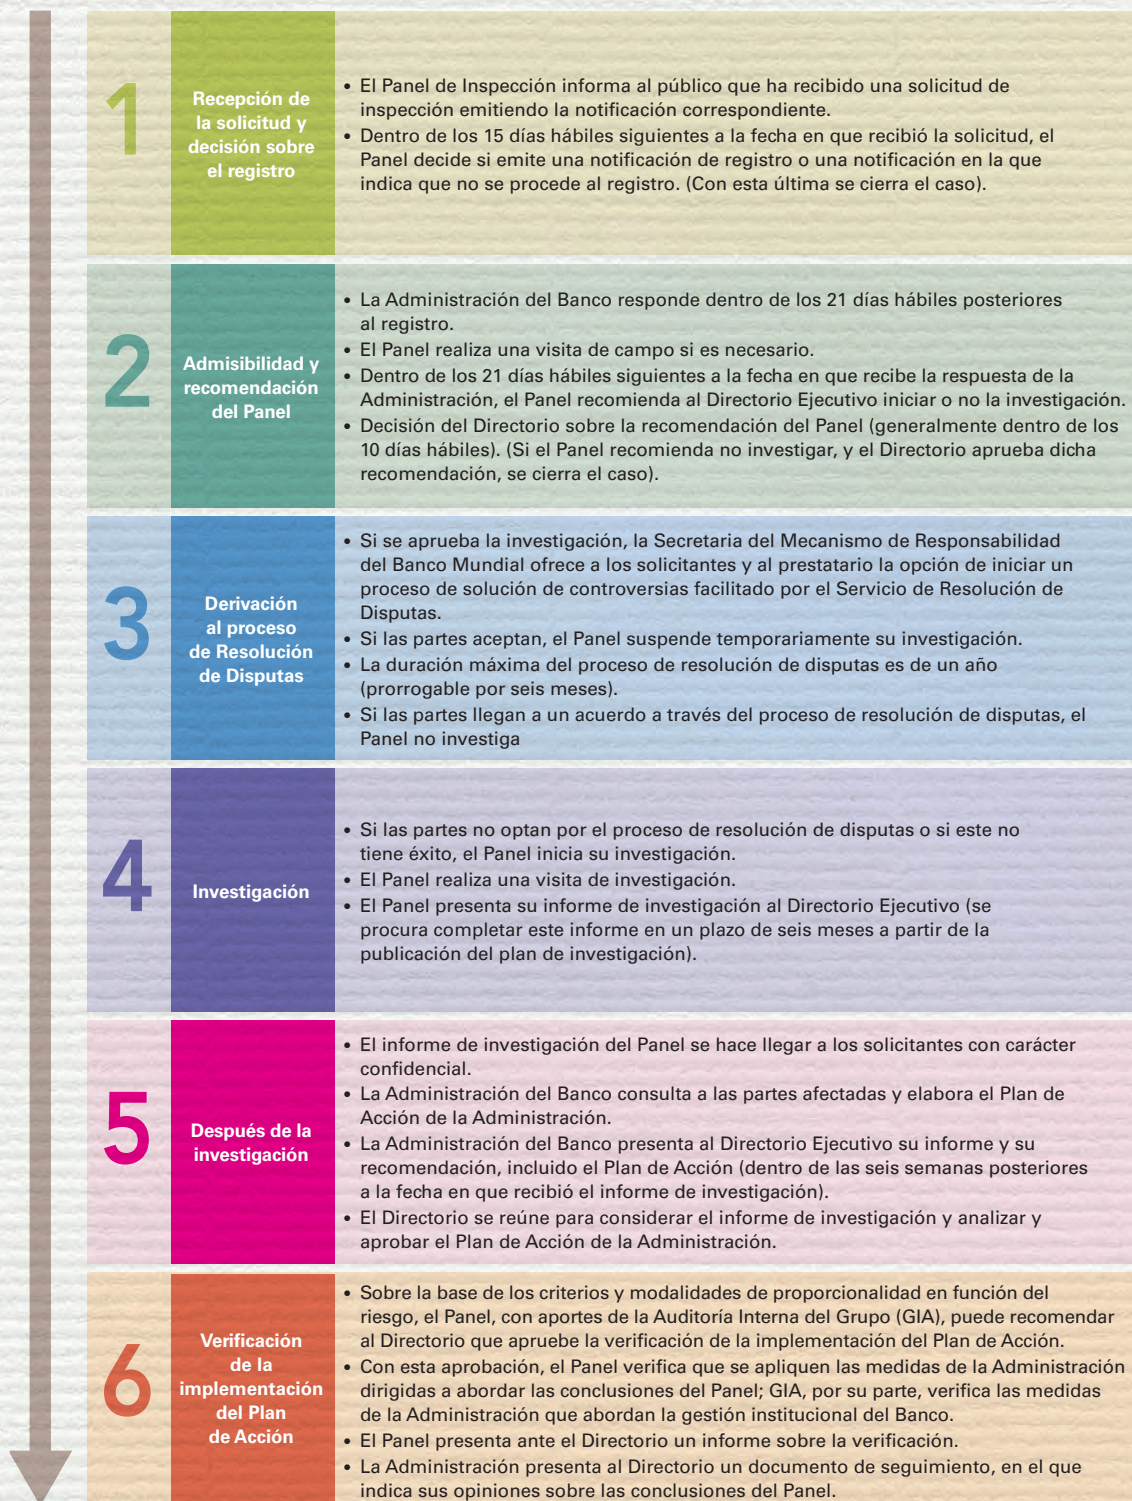 1
Recepción de
la solicitud y
decisión sobre
el registro
• El Panel de Inspección informa al público que ha recibido una solicitud de
inspección emitiendo la notificación correspondiente.
• Dentro de los 15 días hábiles siguientes a la fecha en que recibió la solicitud, el
Panel decide si emite una notificación de registro o una notificación en la que
indica que no se procede al registro. (Con esta última se cierra el caso).
2
Admisibilidad y
recomendación
del Panel
• La Administración del Banco responde dentro de los 21 días hábiles posteriores
al registro.
• El Panel realiza una visita de campo si es necesario.
• Dentro de los 21 días hábiles siguientes a la fecha en que recibe la respuesta de la
Administración, el Panel recomienda al Directorio Ejecutivo iniciar o no la investigación.
• Decisión del Directorio sobre la recomendación del Panel (generalmente dentro de los
10 días hábiles). (Si el Panel recomienda no investigar, y el Directorio aprueba dicha
recomendación, se cierra el caso).
3
Derivación
al proceso
de Resolución
de Disputas
• Si se aprueba la investigación, la Secretaria del Mecanismo de Responsabilidad
del Banco Mundial ofrece a los solicitantes y al prestatario la opción de iniciar un
proceso de solución de controversias facilitado por el Servicio de Resolución de
Disputas.
• Si las partes aceptan, el Panel suspende temporariamente su investigación.
• La duración máxima del proceso de resolución de disputas es de un año
(prorrogable por seis meses).
• Si las partes llegan a un acuerdo a través del proceso de resolución de disputas, el
Panel no investiga
4
Investigación
• Si las partes no optan por el proceso de resolución de disputas o si este no
tiene éxito, el Panel inicia su investigación.
• El Panel realiza una visita de investigación.
• El Panel presenta su informe de investigación al Directorio Ejecutivo (se
procura completar este informe en un plazo de seis meses a partir de la
publicación del plan de investigación).
5
Después de la
investigación
• El informe de investigación del Panel se hace llegar a los solicitantes con carácter
confidencial.
• La Administración del Banco consulta a las partes afectadas y elabora el Plan de
Acción de la Administración.
• La Administración del Banco presenta al Directorio Ejecutivo su informe y su
recomendación, incluido el Plan de Acción (dentro de las seis semanas posteriores
a la fecha en que recibió el informe de investigación).
• El Directorio se reúne para considerar el informe de investigación y analizar y
aprobar el Plan de Acción de la Administración.
6
Verificación
de la
implementación
del Plan
de Acción
• Sobre la base de los criterios y modalidades de proporcionalidad en función del
riesgo, el Panel, con aportes de la Auditoría Interna del Grupo (GIA), puede recomendar
al Directorio que apruebe la verificación de la implementación del Plan de Acción.
• Con esta aprobación, el Panel verifica que se apliquen las medidas de la Administración
dirigidas a abordar las conclusiones del Panel; GIA, por su parte, verifica las medidas
de la Administración que abordan la gestión institucional del Banco.
• El Panel presenta ante el Directorio un informe sobre la verificación.
• La Administración presenta al Directorio un documento de seguimiento, en el que
indica sus opiniones sobre las conclusiones del Panel.